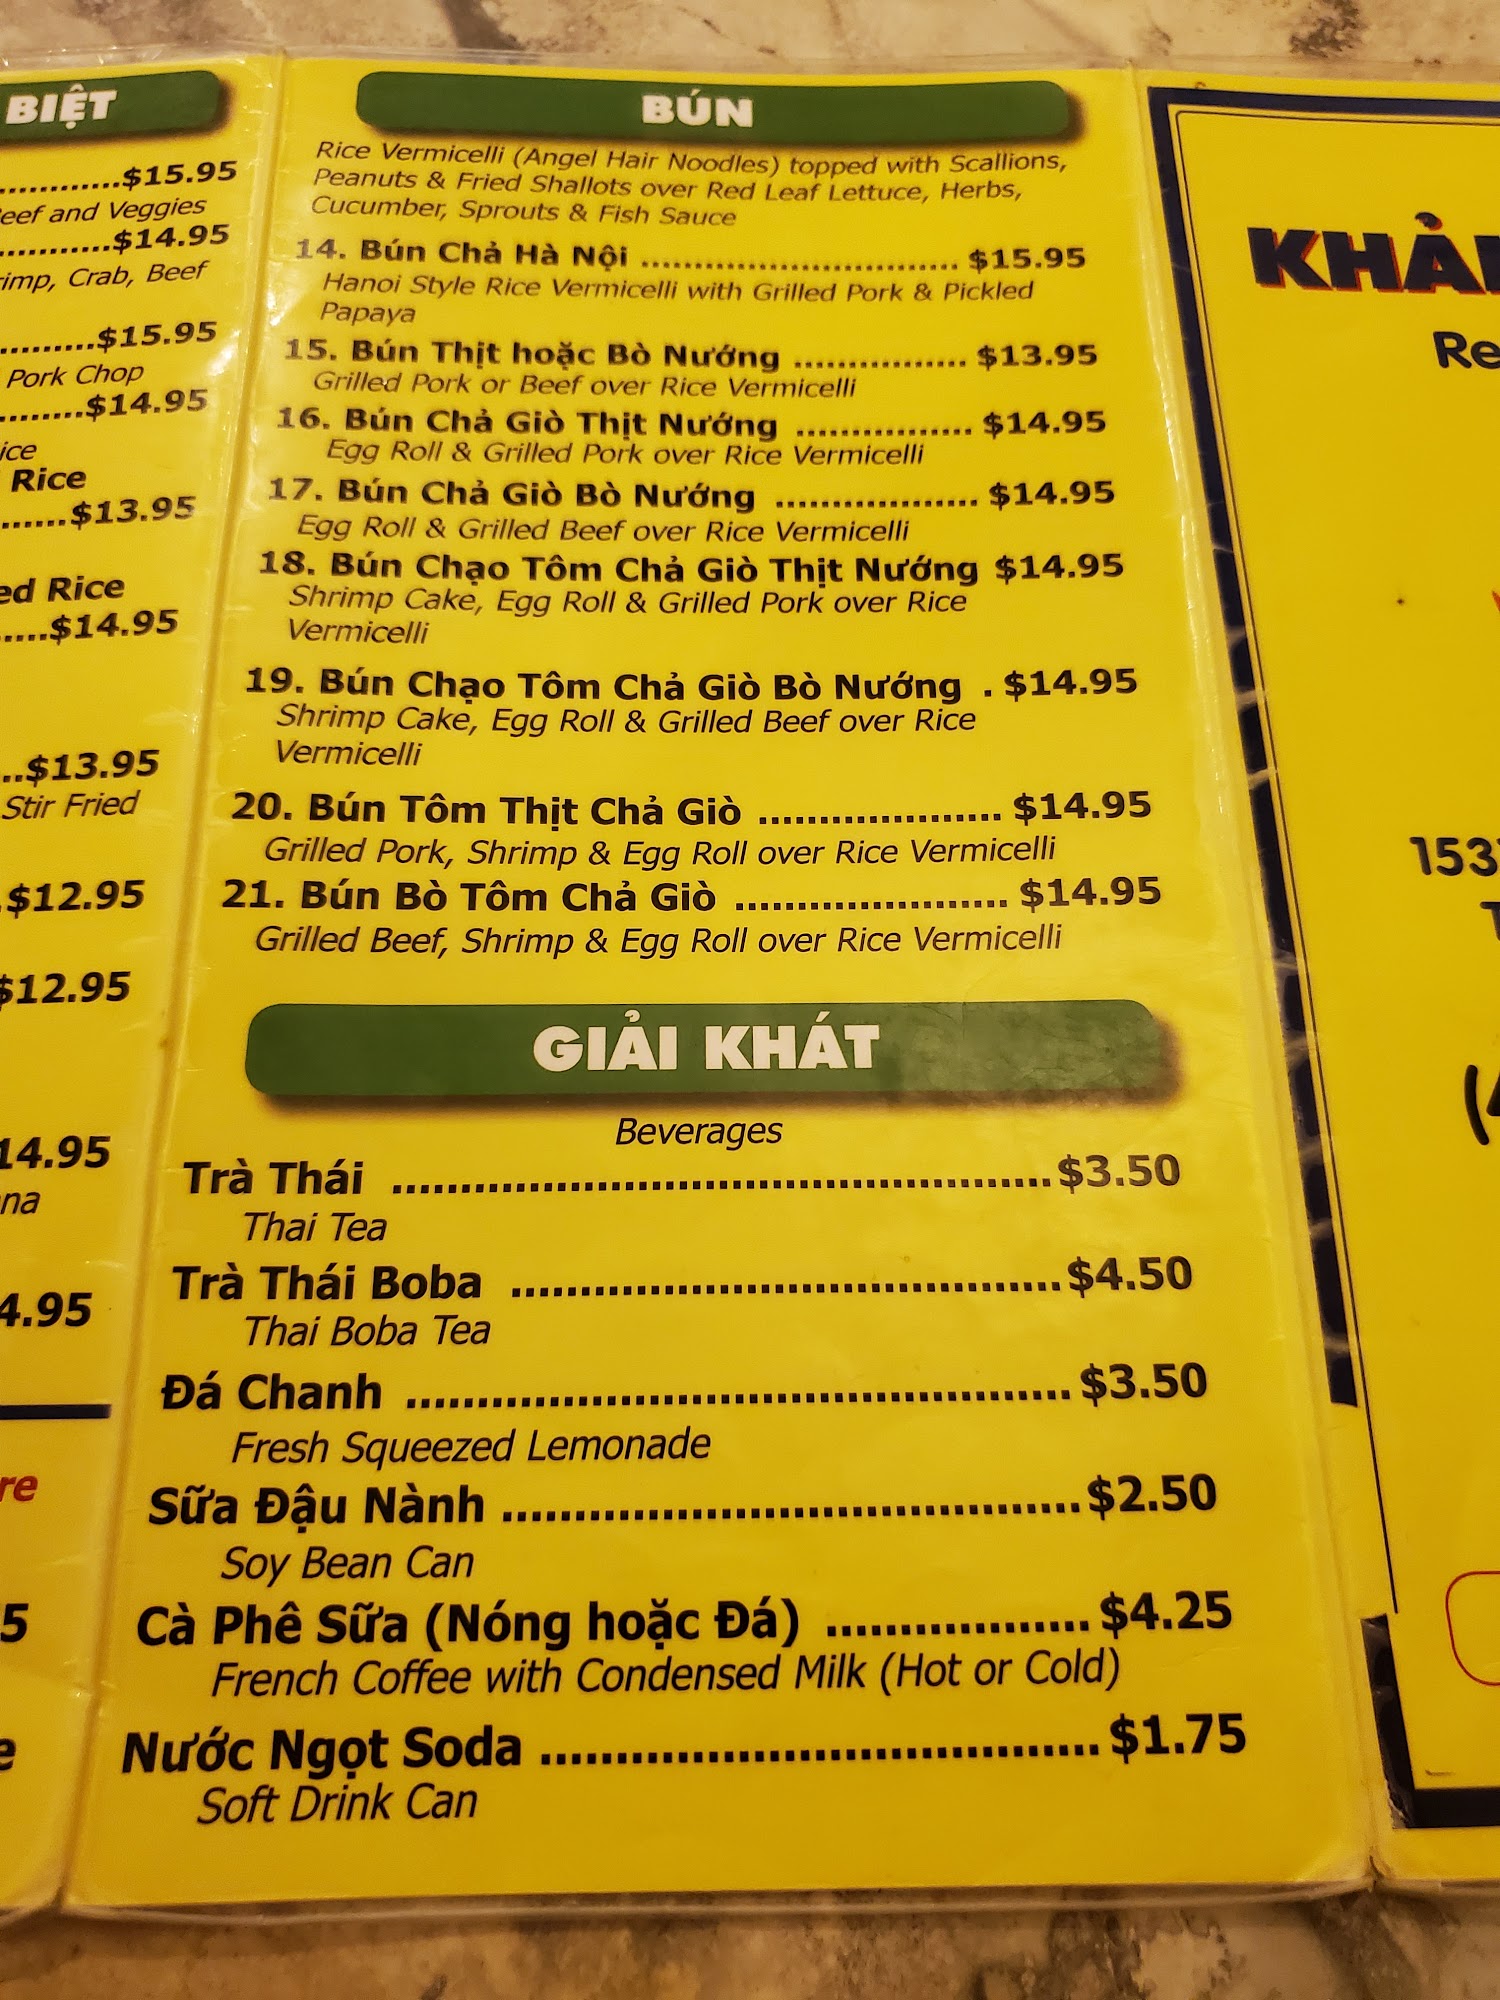 BIỆT
$15.95
eef and Veggies
$14.95
Crab, Beef
$15.95
Pork Chop
$14.95
Rice
$13.95
Rice
$14.95
$13.95
Stir Fried
$12.95
$12.95
14.95
4.95
BÚN
Rice Vermicelli (Angel Hair Noodles) topped with Scallions,
Peanuts & Fried Shallots over Red Leaf Lettuce, Herbs,
Cucumber, Sprouts & Fish Sauce
14. Bún Chả Hà Nội ............................... $15.95
Hanoi Style Rice Vermicelli with Grilled Pork & Pickled
Papaya
15. Bún Thịt hoặc Bò Nướng ................ $13.95
Grilled Pork or Beef over Rice Vermicelli
16. Bún Chả Giò Thịt Nướng ................ $14.95
Egg Roll & Grilled Pork over Rice Vermicelli
17. Bún Chả Giò Bò Nướng .................. $14.95
Egg Roll & Grilled Beef over Rice Vermicelli
18. Bún Chạo Tôm Chả Giò Thịt Nướng $14.95
Shrimp Cake, Egg Roll & Grilled Pork over Rice
Vermicelli
19. Bún Chạo Tôm Chả Giò Bò Nướng . $14.95
Shrimp Cake, Egg Roll & Grilled Beef over Rice
Vermicelli
20. Bún Tôm Thịt Chả Giò .................... $14.95
Grilled Pork, Shrimp & Egg Roll over Rice Vermicelli
21. Bún Bò Tôm Chả Giò ...................... $14.95
Grilled Beef, Shrimp & Egg Roll over Rice Vermicelli
GIẢI KHÁT
Beverages
Trà Thái ................................................$3.50
Thai Tea
Trà Thái Boba ........................................$4.50
Thai Boba Tea
Đá Chanh ...............................................$3.50
Fresh Squeezed Lemonade
Sữa Đậu Nành ........................................$2.50
Soy Bean Can
Cà Phê Sữa (Nóng hoặc Đá) ..................$4.25
French Coffee with Condensed Milk (Hot or Cold)
Nước Ngọt Soda .....................................$1.75
Soft Drink Can
KHẢ
Re
153